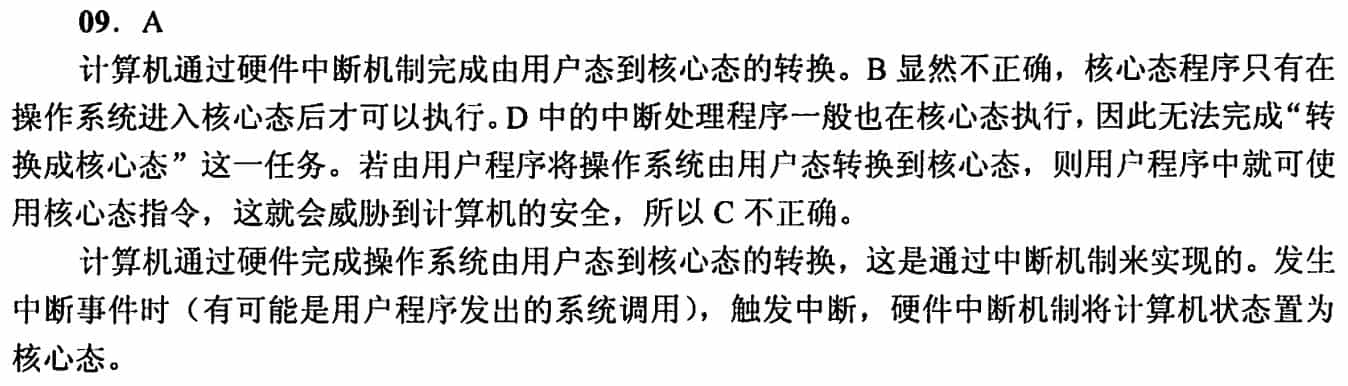 09. A
计算机通过硬件中断机制完成由用户态到核心态的转换。B 显然不正确，核心态程序只有在
操作系统进入核心态后才可以执行。D 中的中断处理程序一般也在核心态执行，因此无法完成“转
换成核心态”这一任务。若由用户程序将操作系统由用户态转换到核心态，则用户程序中就可使
用核心态指令，这就会威胁到计算机的安全，所以 C 不正确。
计算机通过硬件完成操作系统由用户态到核心态的转换，这是通过中断机制来实现的。发生
中断事件时（有可能是用户程序发出的系统调用），触发中断，硬件中断机制将计算机状态置为
核心态。